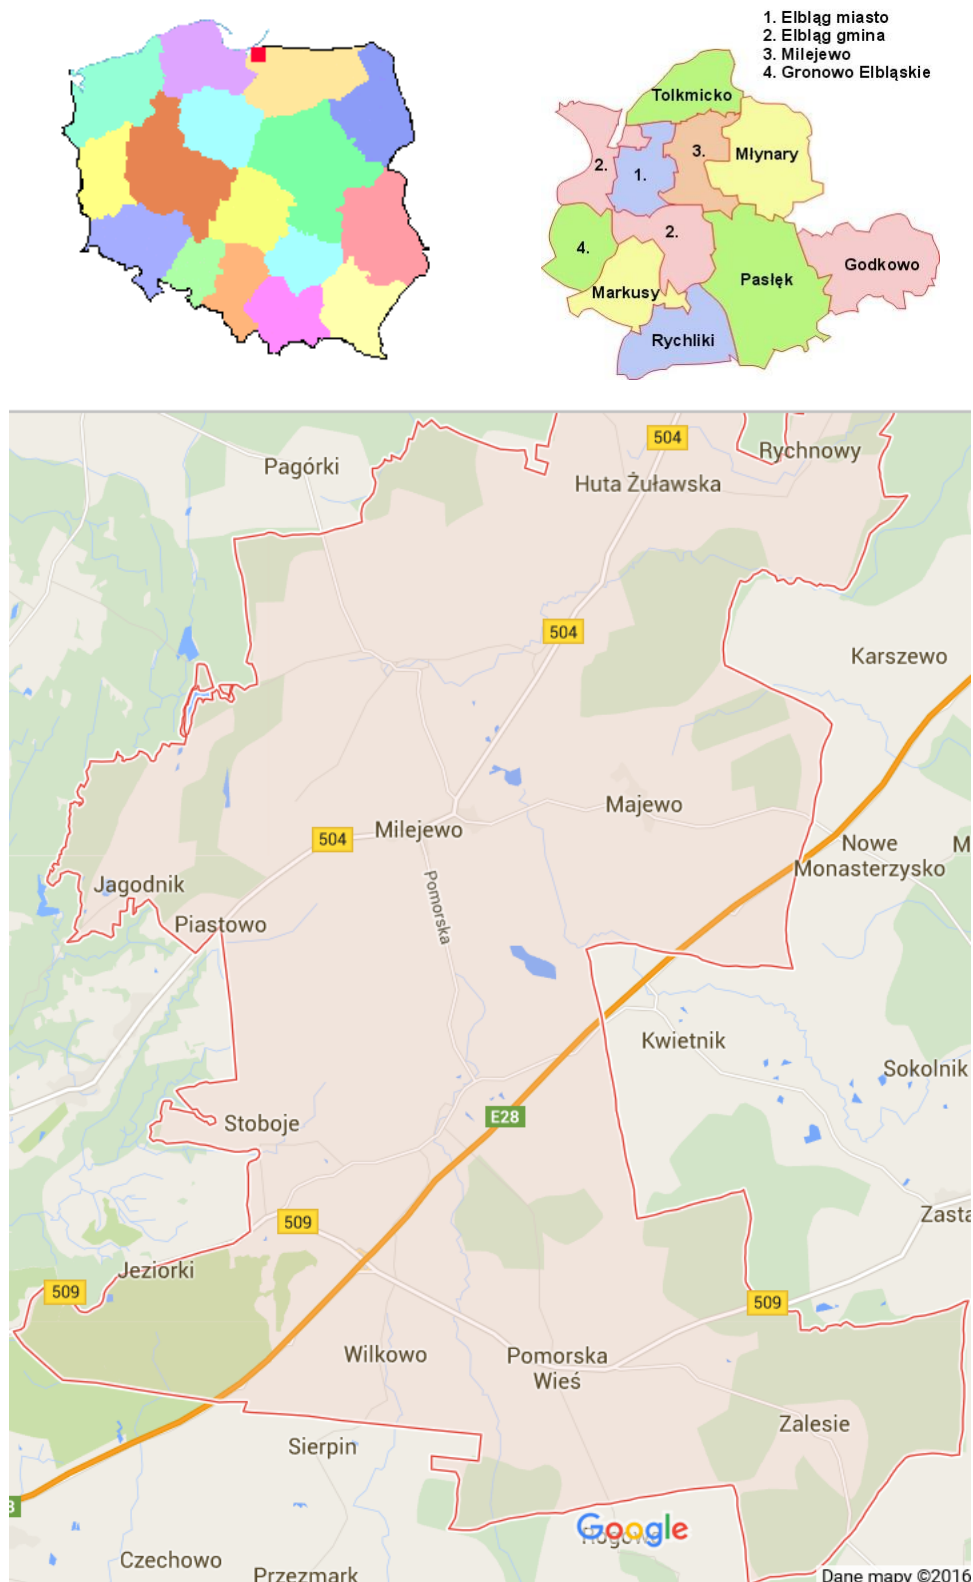 1. Elbląg miasto
2. Elbląg gmina
3. Milejewo
4. Gronowo Elbląskie
Tolkmicko
2.
1.
3.
Młynary
4.
2.
Godkowo
Markusy
Pasłęk
Rychliki
504
Rychnowy
Pagórki
Huta Żuławska
504
Karszewo
Majewo
504
Milejewo
Nowe
Monasterzysko
M
Jagodnik
Pomorska
Piastowo
Kwietnik
Sokolnik
E28
Stoboje
Zasta
509
Jeziorki
509
509
Wilkowo
Pomorska
Wieś
Zalesie
Sierpin
Google
Czechowo
Przezmark
Dane mapy ©2016